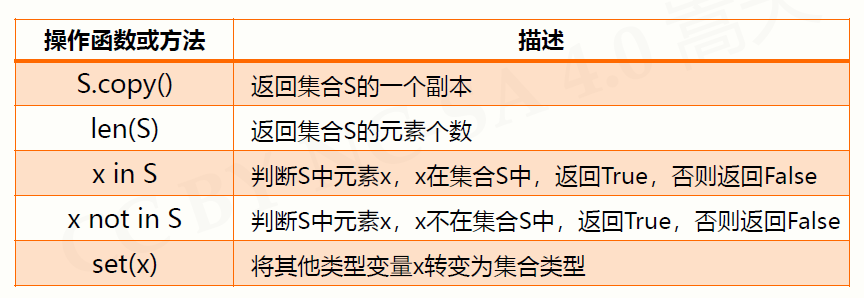 操作函数或方法 描述
S.copy() 返回集合S的一个副本
len(S) 返回集合S的元素个数
x in S 判断S中元素x，x在集合S中，返回True，否则返回False
x not in S 判断S中元素x，x不在集合S中，返回True，否则返回False
set(x) 将其他类型变量x转变为集合类型